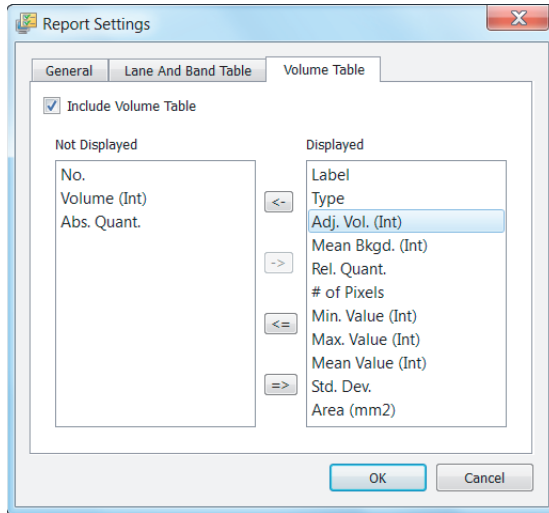 Report Settings
General
Lane And Band Table
Volume Table
Include Volume Table
Not Displayed
No.
Volume (Int)
Abs. Quant.
<-
->
<=
=>
Displayed
Label
Type
Adj. Vol. (Int)
Mean Bkgd. (Int)
Rel. Quant.
# of Pixels
Min. Value (Int)
Max. Value (Int)
Mean Value (Int)
Std. Dev.
Area (mm2)
OK
Cancel